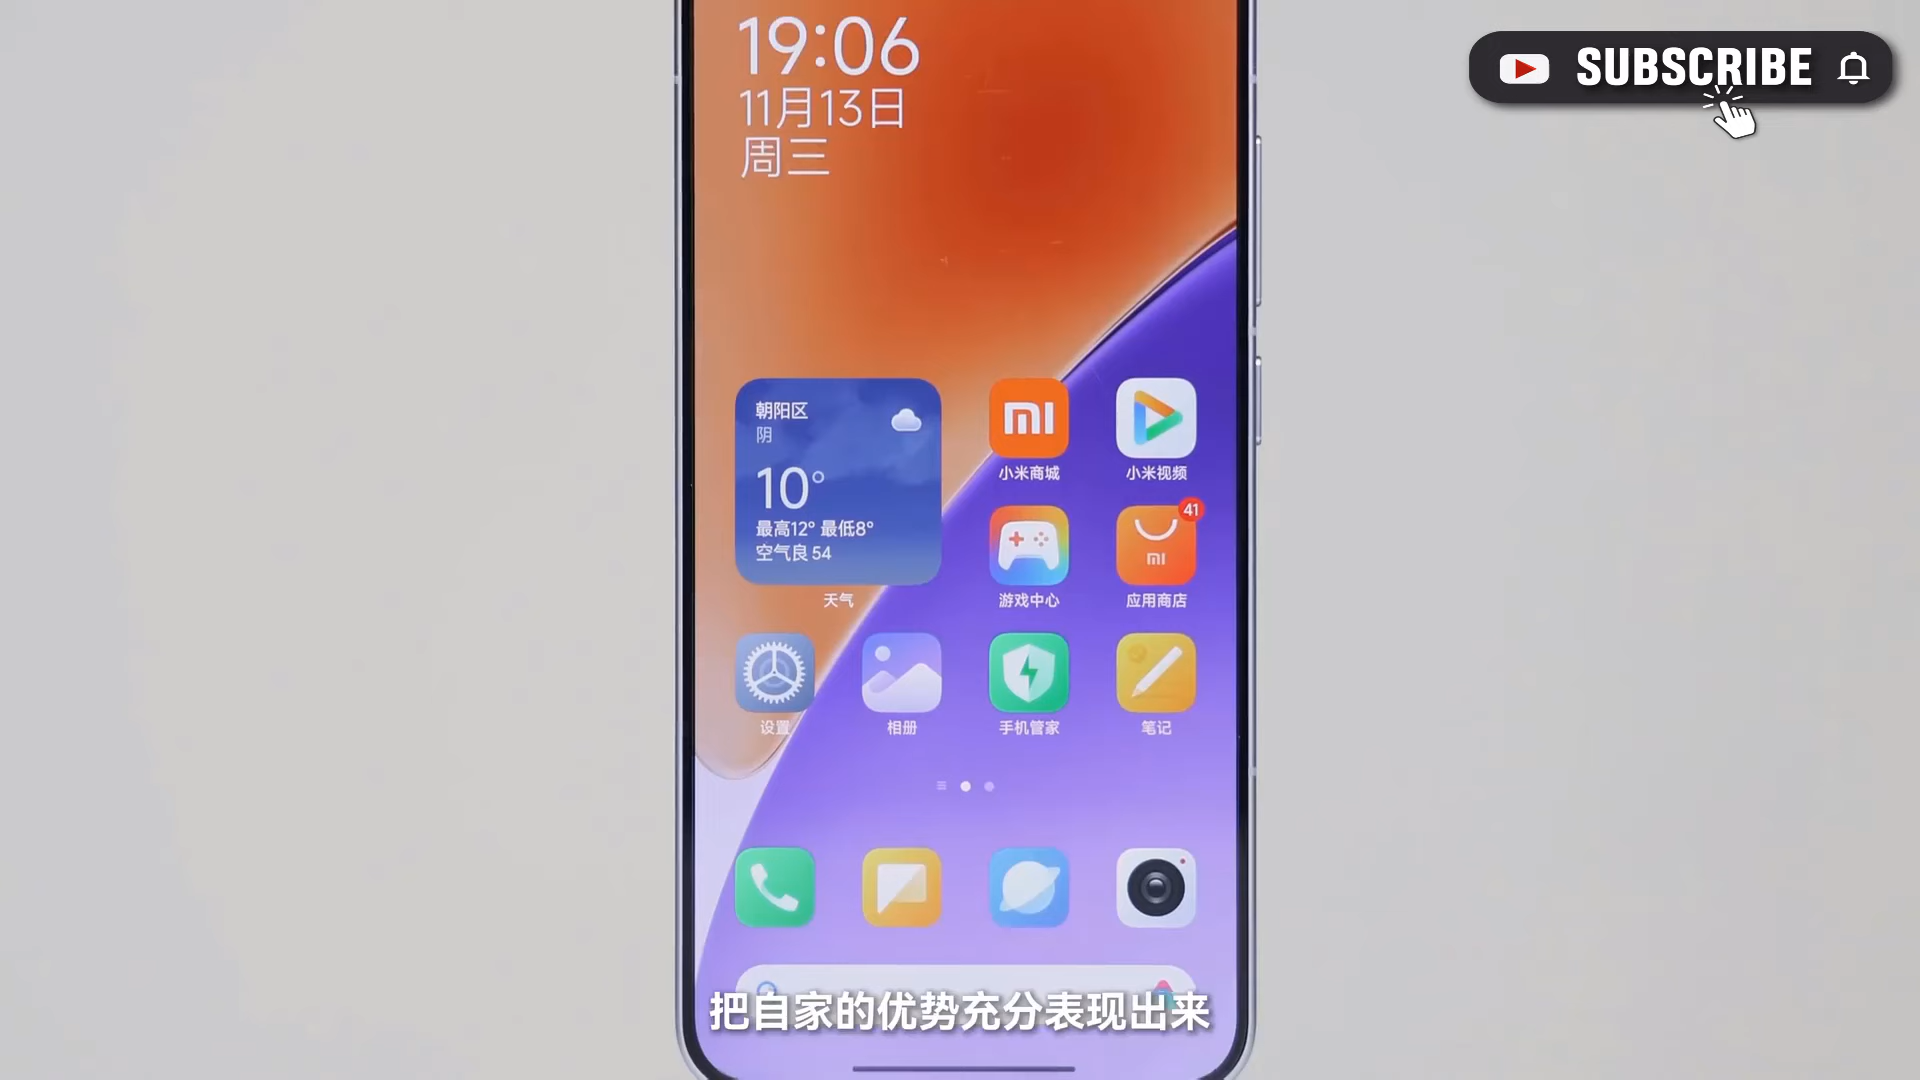 19:06
11月13日
周三
SUBSCRIBE
朝阳区
阴
10°
最高12° 最低8°
空气良 54
天气
mi
小米商城
小米视频
游戏中心
41
mi
应用商店
设置
相册
手机管家
笔记
把自家的优势充分表现出来